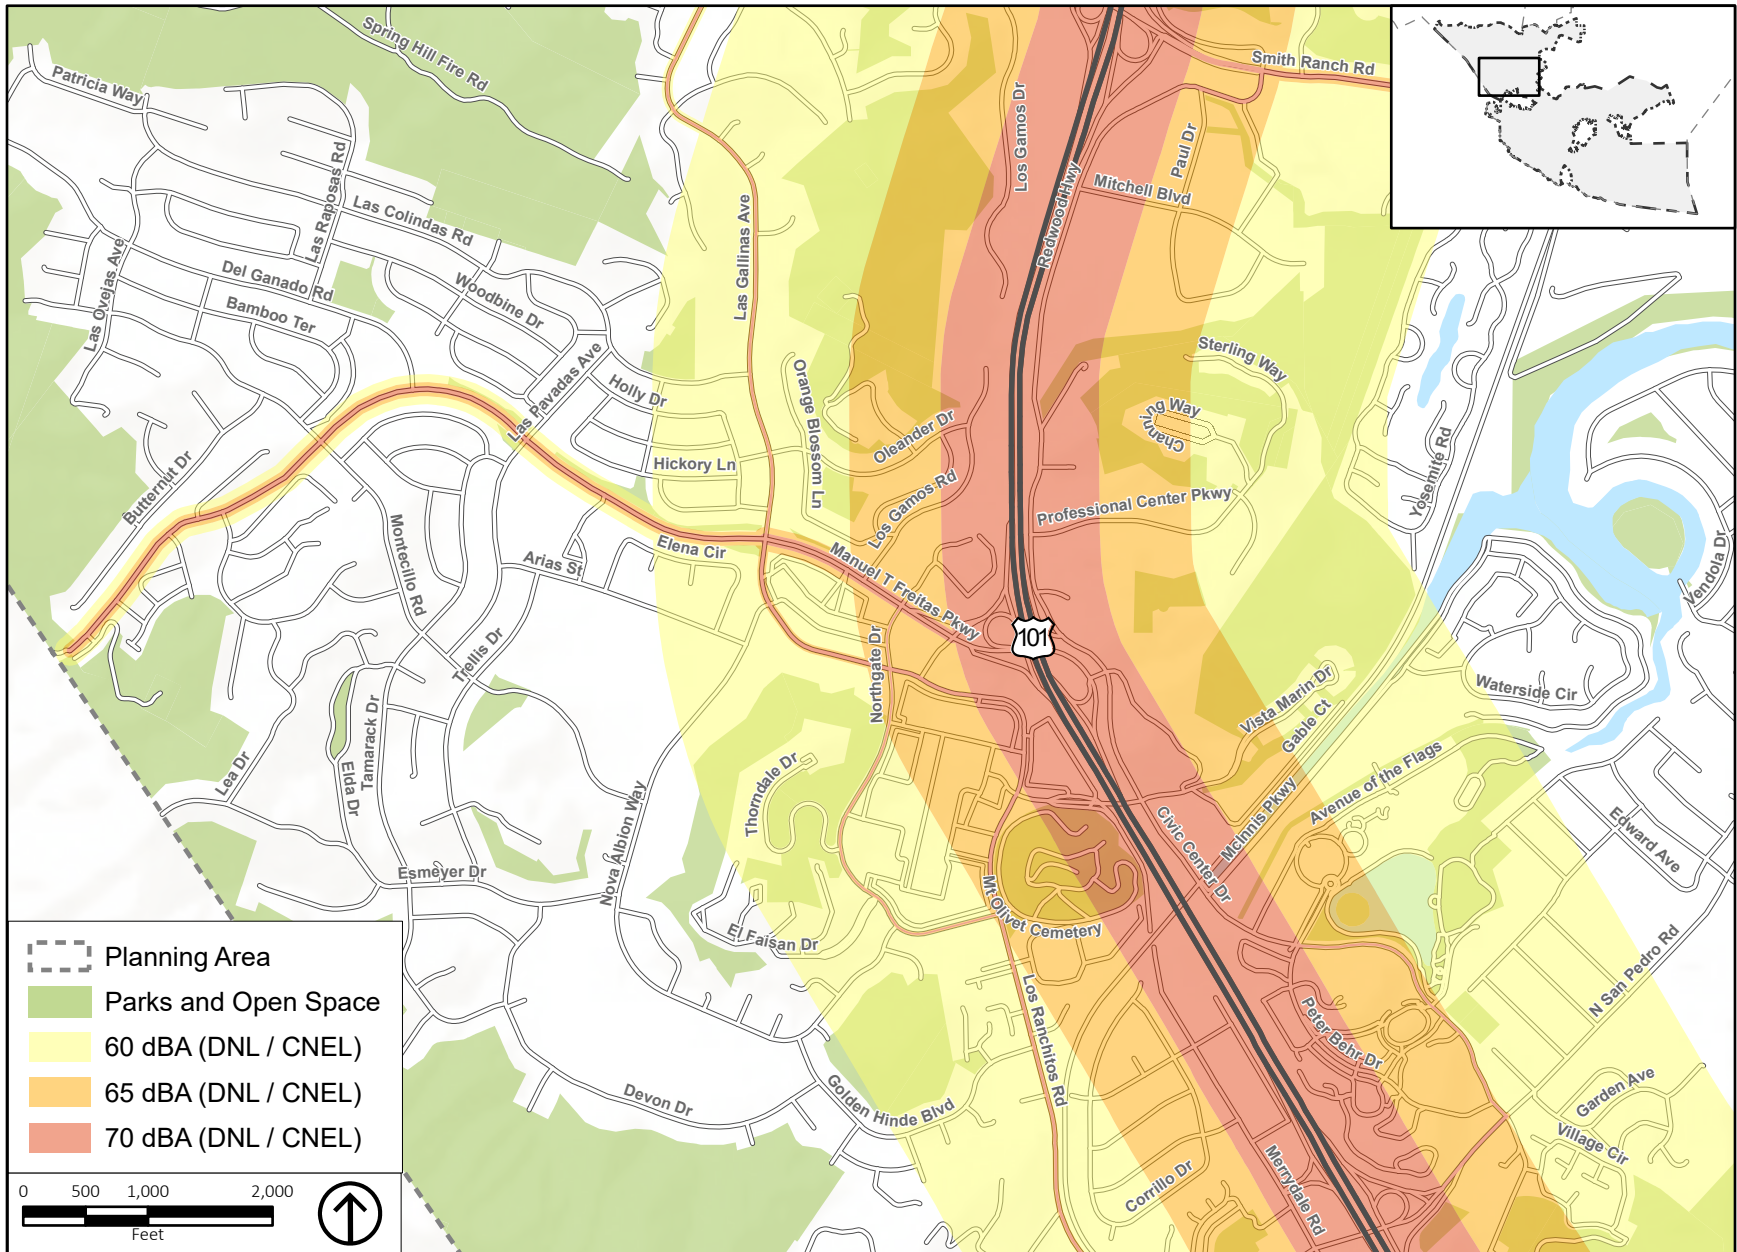 Spring Hill Fire Rd
Patricia Way
Smith Ranch Rd
Los Gamos Dr
Paul Dr
Mitchell Blvd
Redwood Hwy
Las Raposas Rd
Las Colindas Rd
Las Gallinas Ave
Las Ovejas Ave
Del Ganado Rd
Woodbine Dr
Bamboo Ter
Sterling Way
Las Pavadas Ave
Holly Dr
Orange Blossom Ln
Channing Way
Oleander Dr
Hickory Ln
Los Gamos Rd
Professional Center Pkwy
Yosemite Rd
Butternut Dr
Montecillo Rd
Arias St
Elena Cir
Manuel T Freitas Pkwy
Vendola Dr
101
Trellis Dr
Northgate Dr
Waterside Cir
Vista Marin Dr
Gable Ct
Tamarack Dr
Elda Dr
Lea Dr
Thorndale Dr
Avenue of the Flags
McInnis Pkwy
Civic Center Dr
Edward Ave
Nova Albion Way
Esmeyer Dr
Mt Olivet Cemetery
El Faisan Dr
N San Pedro Rd
Los Ranchitos Rd
Peter Behr Dr
Devon Dr
Golden Hinde Blvd
Garden Ave
Village Cir
Corrillo Dr
Merrydale Rd
Planning Area
Parks and Open Space
60 dBA (DNL / CNEL)
65 dBA (DNL / CNEL)
70 dBA (DNL / CNEL)
0 500 1,000 2,000
Feet